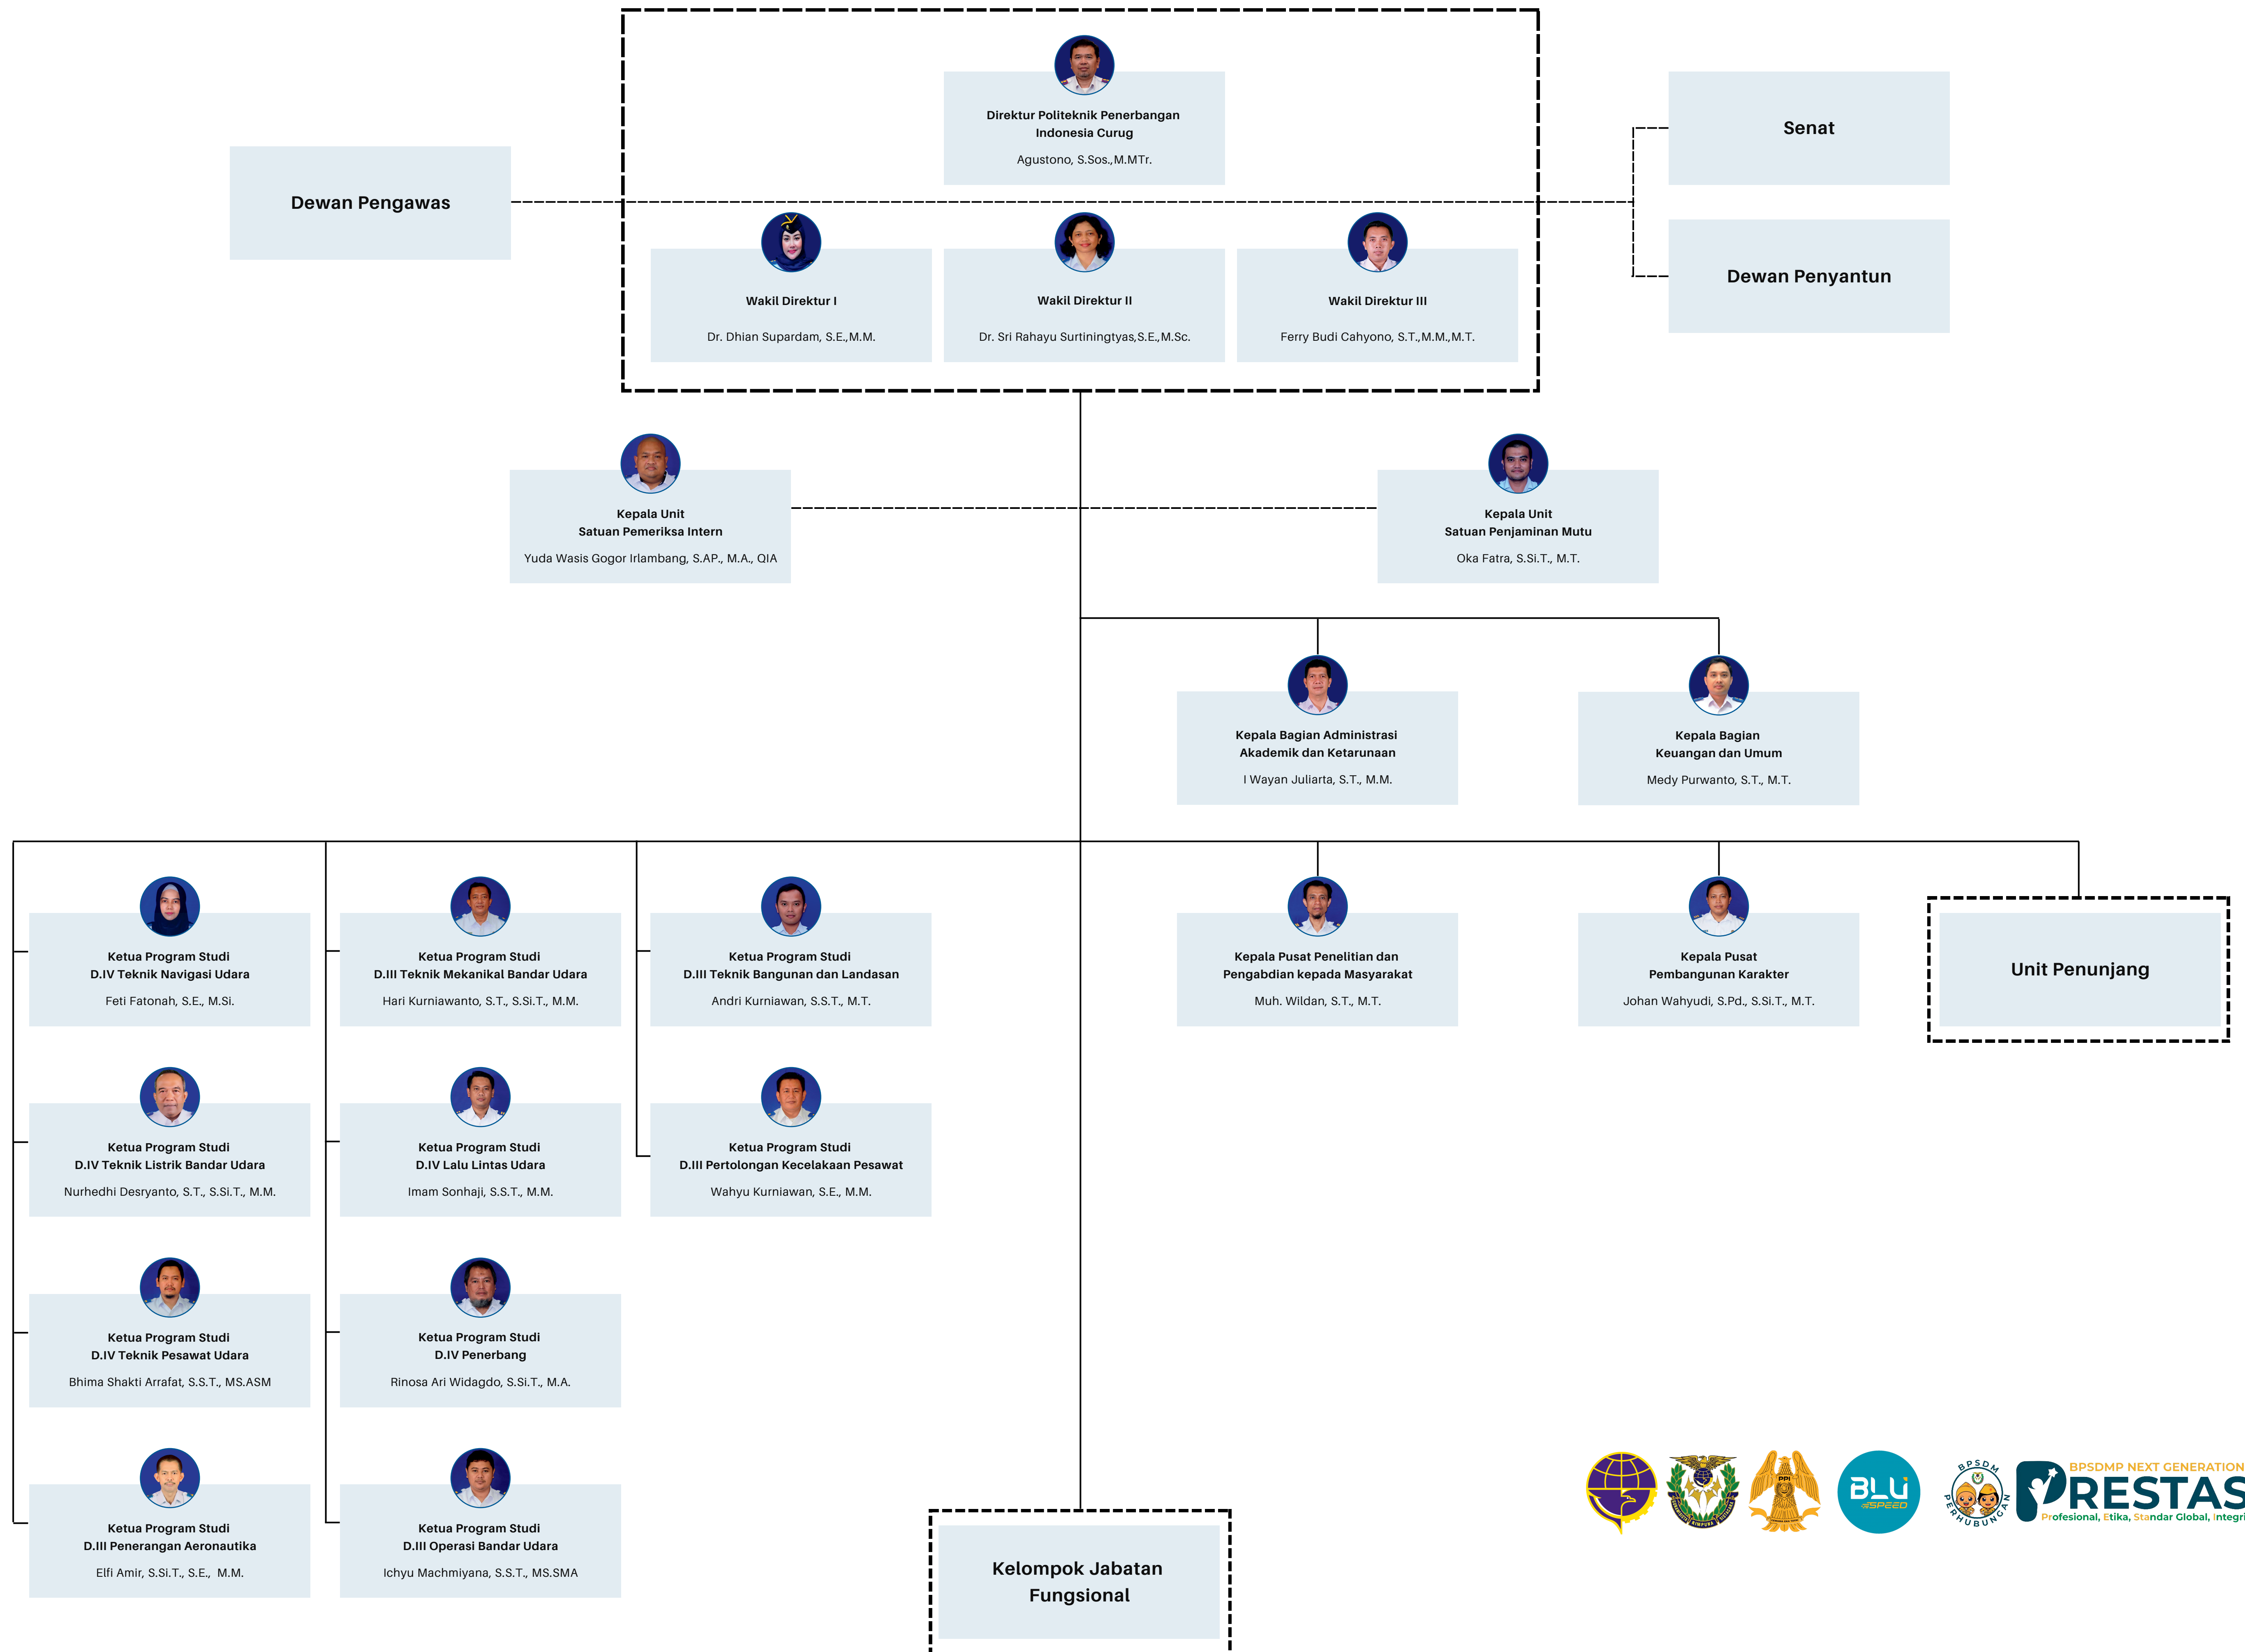 Direktur Politeknik Penerbangan
Indonesia Curug
Agustono, S.Sos.,M.MTr.
Senat
Dewan Pengawas
Dewan Penyantun
Wakil Direktur I
Dr. Dhian Supardam, S.E.,M.M.
Wakil Direktur II
Dr. Sri Rahayu Surtiningtyas,S.E.,M.Sc.
Wakil Direktur III
Ferry Budi Cahyono, S.T.,M.M.,M.T.
Kepala Unit
Satuan Pemeriksa Intern
Yuda Wasis Gogor Irlambang, S.AP., M.A., QIA
Kepala Unit
Satuan Penjaminan Mutu
Oka Fatra, S.Si.T., M.T.
Kepala Bagian Administrasi
Akademik dan Ketarunaan
I Wayan Juliarta, S.T., M.M.
Kepala Bagian
Keuangan dan Umum
Medy Purwanto, S.T., M.T.
Ketua Program Studi
D.IV Teknik Navigasi Udara
Feti Fatonah, S.E., M.Si.
Ketua Program Studi
D.III Teknik Mekanikal Bandar Udara
Hari Kurniawanto, S.T., S.Si.T., M.M.
Ketua Program Studi
D.III Teknik Bangunan dan Landasan
Andri Kurniawan, S.S.T., M.T.
Kepala Pusat Penelitian dan
Pengabdian kepada Masyarakat
Muh. Wildan, S.T., M.T.
Kepala Pusat
Pembangunan Karakter
Johan Wahyudi, S.Pd., S.Si.T., M.T.
Unit Penunjang
Ketua Program Studi
D.IV Teknik Listrik Bandar Udara
Nurhedhi Desryanto, S.T., S.Si.T., M.M.
Ketua Program Studi
D.IV Lalu Lintas Udara
Imam Sonhaji, S.S.T., M.M.
Ketua Program Studi
D.III Pertolongan Kecelakaan Pesawat
Wahyu Kurniawan, S.E., M.M.
Ketua Program Studi
D.IV Teknik Pesawat Udara
Bhima Shakti Arrafat, S.S.T., MS.ASM
Ketua Program Studi
D.IV Penerbang
Rinosa Ari Widagdo, S.Si.T., M.A.
Ketua Program Studi
D.III Penerangan Aeronautika
Elfi Amir, S.Si.T., S.E., M.M.
Ketua Program Studi
D.III Operasi Bandar Udara
Ichyu Machmiyana, S.S.T., MS.SMA
Kelompok Jabatan
Fungsional
PPI
BLU
SPEED
BPSDM
PERHUBUNGAN
BPSDMP NEXT GENERATION
PRESTAS
Profesional, Etika, Standar Global, Integri